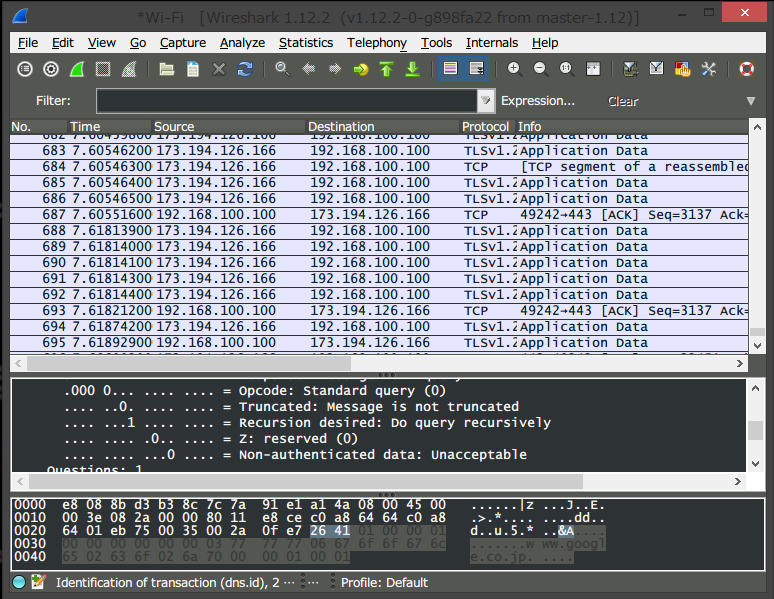 *Wi-Fi [Wireshark 1.12.2 (v1.12.2-0-g898fa22 from master-1.12)]
File Edit View Go Capture Analyze Statistics Telephony Tools Internals Help
Filter: Expression... Clear
No. Time Source Destination Protocol Info
682 7.60459800 173.194.126.166 192.168.100.100 TLSv1.2 Application Data
683 7.60546200 173.194.126.166 192.168.100.100 TLSv1.2 Application Data
684 7.60546300 173.194.126.166 192.168.100.100 TCP [TCP segment of a reassembled
685 7.60546400 173.194.126.166 192.168.100.100 TLSv1.2 Application Data
686 7.60546500 173.194.126.166 192.168.100.100 TLSv1.2 Application Data
687 7.60551600 192.168.100.100 173.194.126.166 TCP 49242→443 [ACK] Seq=3137 Ack=
688 7.61813900 173.194.126.166 192.168.100.100 TLSv1.2 Application Data
689 7.61814000 173.194.126.166 192.168.100.100 TLSv1.2 Application Data
690 7.61814100 173.194.126.166 192.168.100.100 TLSv1.2 Application Data
691 7.61814300 173.194.126.166 192.168.100.100 TLSv1.2 Application Data
692 7.61814400 173.194.126.166 192.168.100.100 TLSv1.2 Application Data
693 7.61821200 192.168.100.100 173.194.126.166 TCP 49242→443 [ACK] Seq=3137 Ack=
694 7.61874200 192.168.100.100 173.194.126.166 TLSv1.2 Application Data
695 7.61892900 192.168.100.100 173.194.126.166 TLSv1.2 Application Data
.000 0... .... .... = Opcode: Standard query (0)
.... ..0. .... .... = Truncated: Message is not truncated
.... ...1 .... .... = Recursion desired: Do query recursively
.... .... .0.. .... = Z: reserved (0)
.... .... ...0 .... = Non-authenticated data: Unacceptable
Questions: 1
0000 e8 08 8b d3 b3 8c 7c 7a 91 e1 a1 4a 08 00 45 00 ......|z ...J..E.
0010 00 3e 08 2a 00 00 80 11 e8 ce c0 a8 64 64 c0 a8 .>.*.... ....dd..
0020 64 01 eb 75 00 35 00 2a 0f e7 26 41 01 00 00 01 d..u.5.* ..&A....
0030 00 00 00 00 00 00 03 77 77 77 06 67 6f 6f 67 6c .......w ww.googl
0040 65 02 63 6f 02 6a 70 00 00 01 00 01 e.co.jp. ....
Identification of transaction (dns.id), 2 ··· ··· Profile: Default